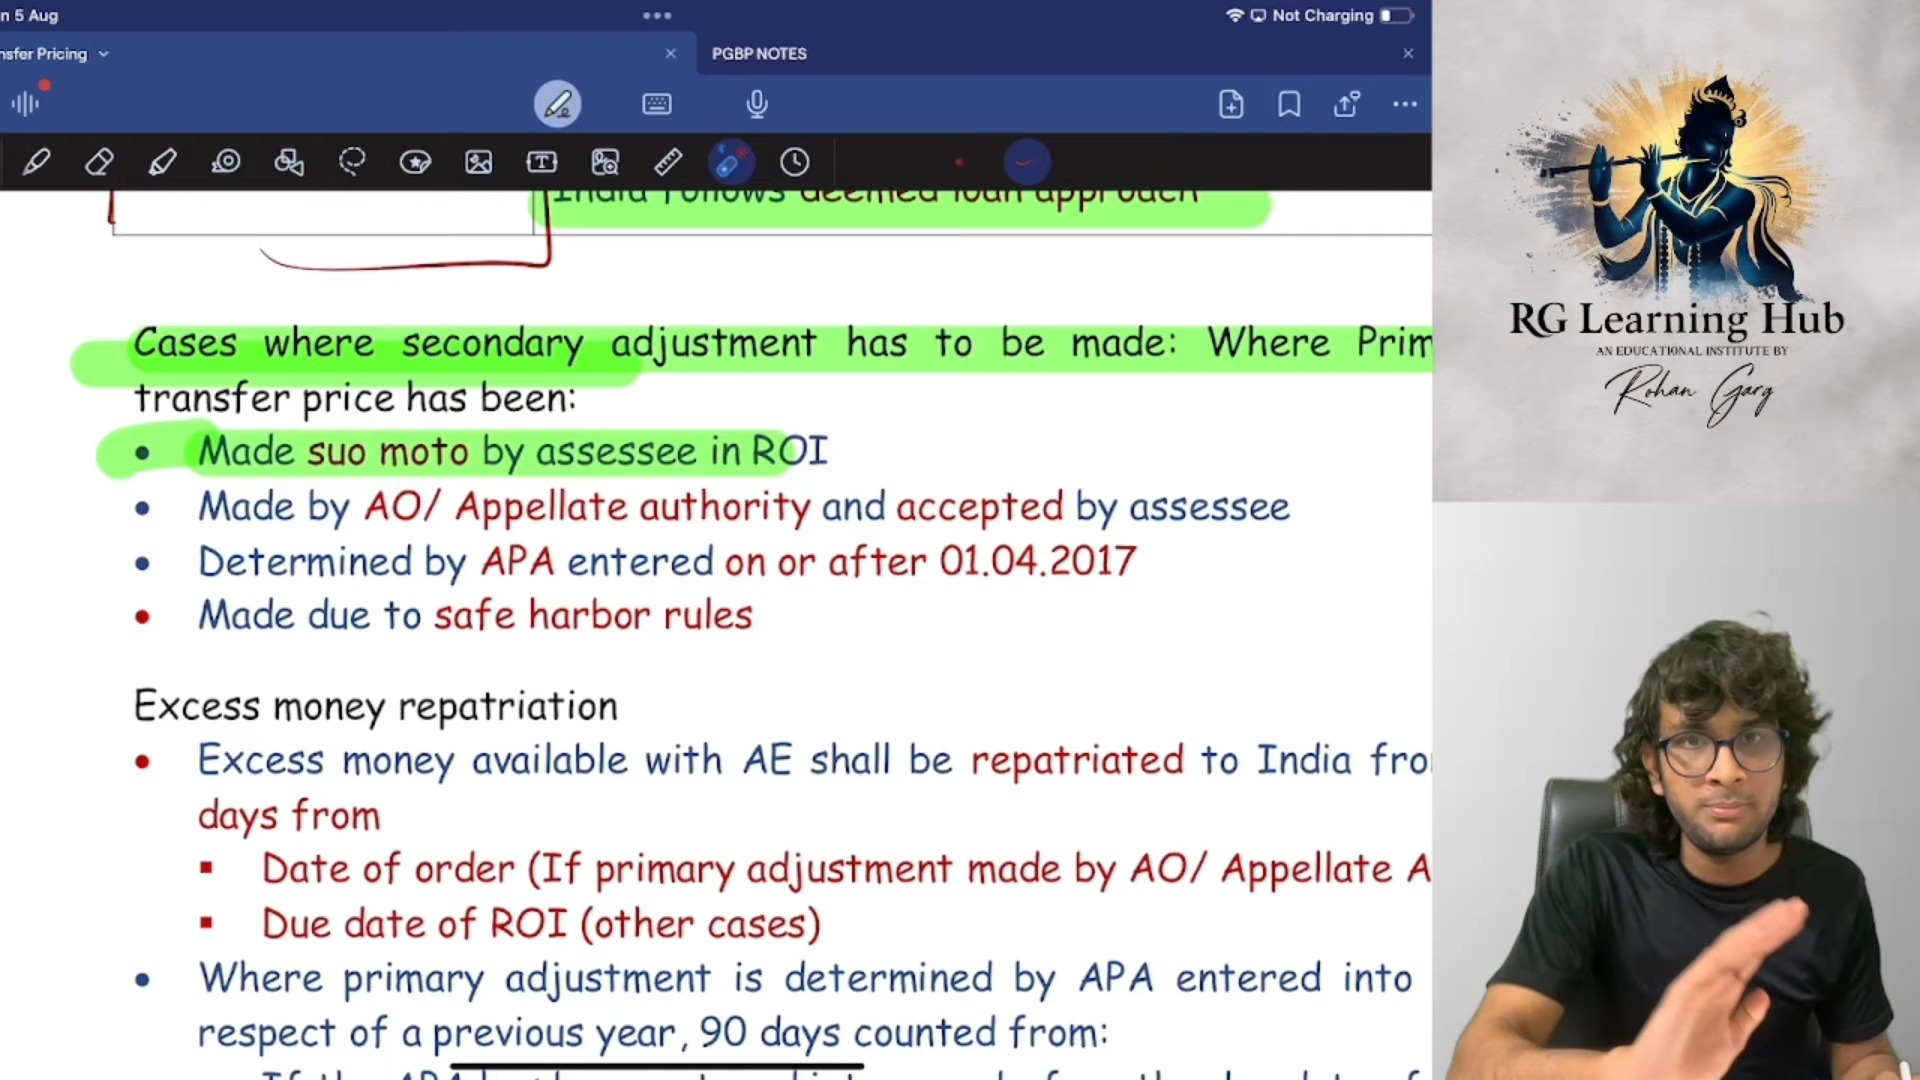 n 5 Aug
Not Charging
nsfer Pricing
PGBP NOTES
India follows deemed loan approach
Cases where secondary adjustment has to be made: Where Prim
transfer price has been:
• Made suo moto by assessee in ROI
• Made by AO/ Appellate authority and accepted by assessee
• Determined by APA entered on or after 01.04.2017
• Made due to safe harbor rules
Excess money repatriation
• Excess money available with AE shall be repatriated to India fro
days from
▪ Date of order (If primary adjustment made by AO/ Appellate A
▪ Due date of ROI (other cases)
• Where primary adjustment is determined by APA entered into
respect of a previous year, 90 days counted from:
RG Learning Hub
AN EDUCATIONAL INSTITUTE BY
Rohan Garg